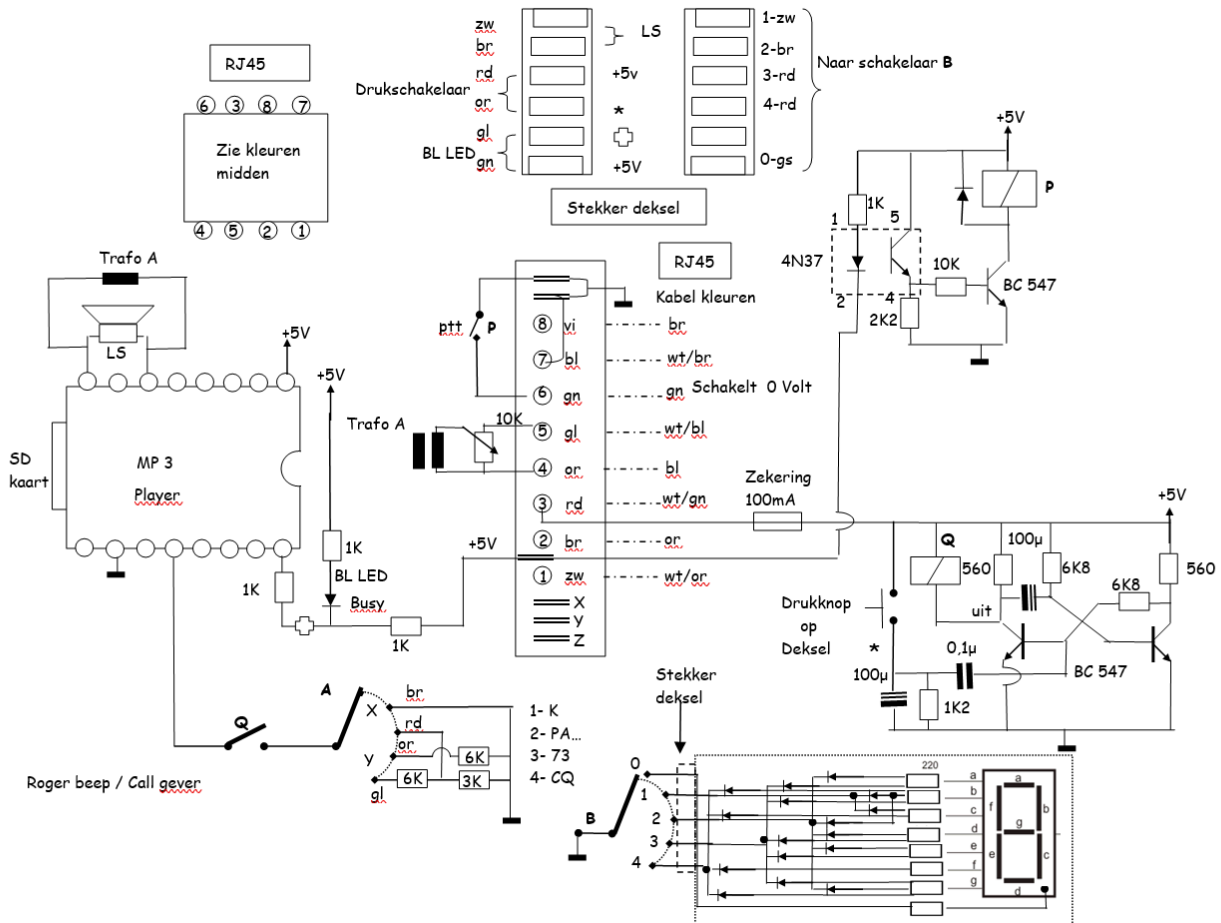 RJ45
6 3 8 7
Zie kleuren
midden
4 5 2 1
zw
br
rd
or
gl
gn
LS
Drukschakelaar
+5v
*
BL LED
+5V
1-zw
2-br
3-rd
4-rd
0-gs
Naar schakelaar B
Stekker deksel
RJ45
Kabel kleuren
8 vi br
7 bl wt/br
6 gn gn Schakelt 0 Volt
5 gl wt/bl
4 or bl
3 rd wt/gn
2 br or
1 zw wt/or
X
Y
Z
ptt P
Trafo A
10K
+5V
Trafo A
LS
+5V
SD
kaart
MP 3
Player
+5V
1K
BL LED
Busy
1K
1K
+5V
P
1K
1
5
4N37
2
4
10K
2K2
BC 547
Zekering
100mA
+5V
Q
560
100µ
6K8
6K8
560
uit
Drukknop
op
Deksel
*
100µ
0,1µ
1K2
BC 547
Q
A
X
Y
br
rd
or
gl
6K
6K
3K
1- K
2- PA...
3- 73
4- CQ
Roger beep / Call gever
Stekker
deksel
B
0
1
2
3
4
220
a
b
c
d
e
f
g
a
f
b
g
e
c
d